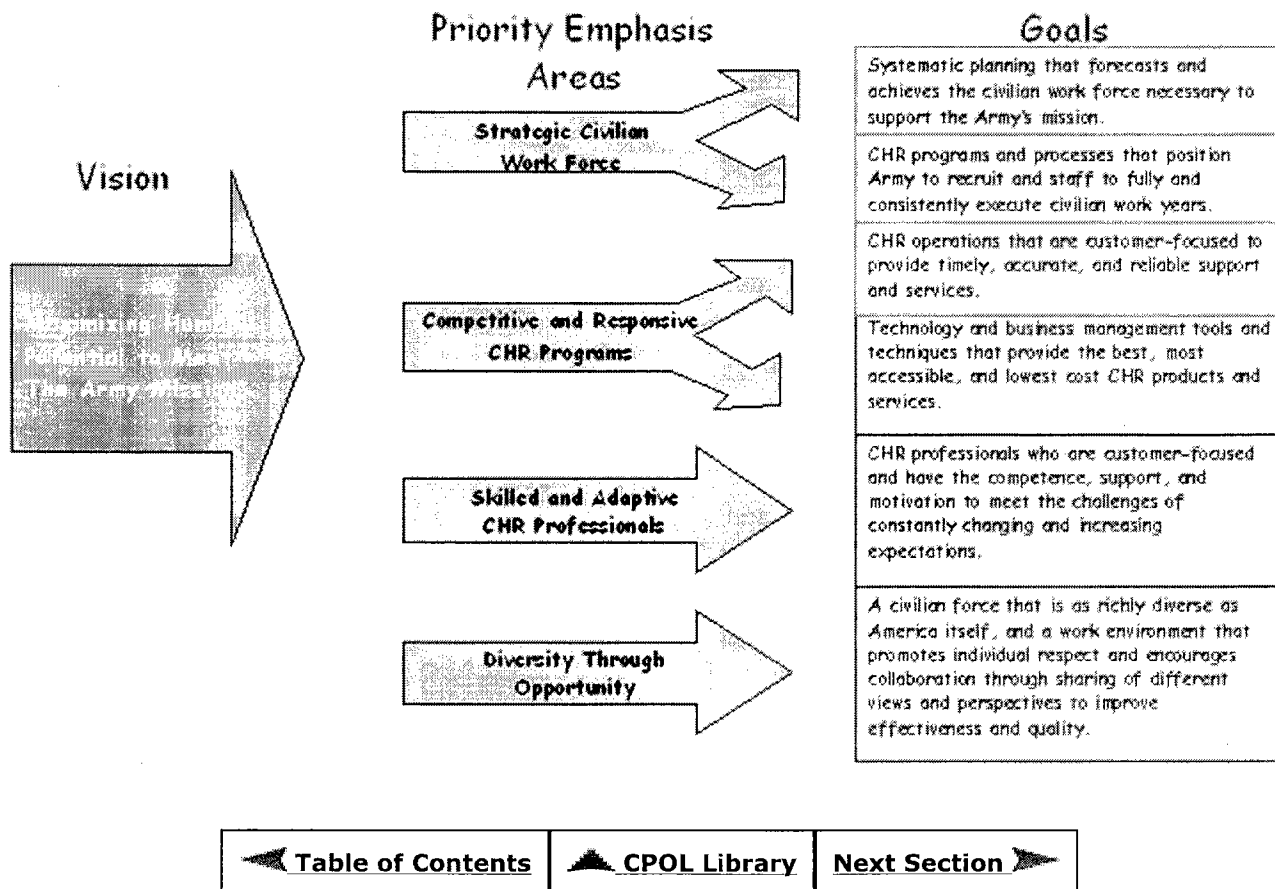 Vision
Maximizing Human
Potential to
The Army Mission
Priority Emphasis
Areas
Strategic Civilian
Work Force
Competitive and Responsive
CHR Programs
Skilled and Adaptive
CHR Professionals
Diversity Through
Opportunity
Goals
Systematic planning that forecasts and
achieves the civilian work force necessary to
support the Army's mission.
CHR programs and processes that position
Army to recruit and staff to fully and
consistently execute civilian work years.
CHR operations that are customer-focused to
provide timely, accurate, and reliable support
and services.
Technology and business management tools and
techniques that provide the best, most
accessible, and lowest cost CHR products and
services.
CHR professionals who are customer-focused
and have the competence, support, and
motivation to meet the challenges of
constantly changing and increasing
expectations.
A civilian force that is as richly diverse as
America itself, and a work environment that
promotes individual respect and encourages
collaboration through sharing of different
views and perspectives to improve
effectiveness and quality.
Table of Contents
CPOL Library
Next Section